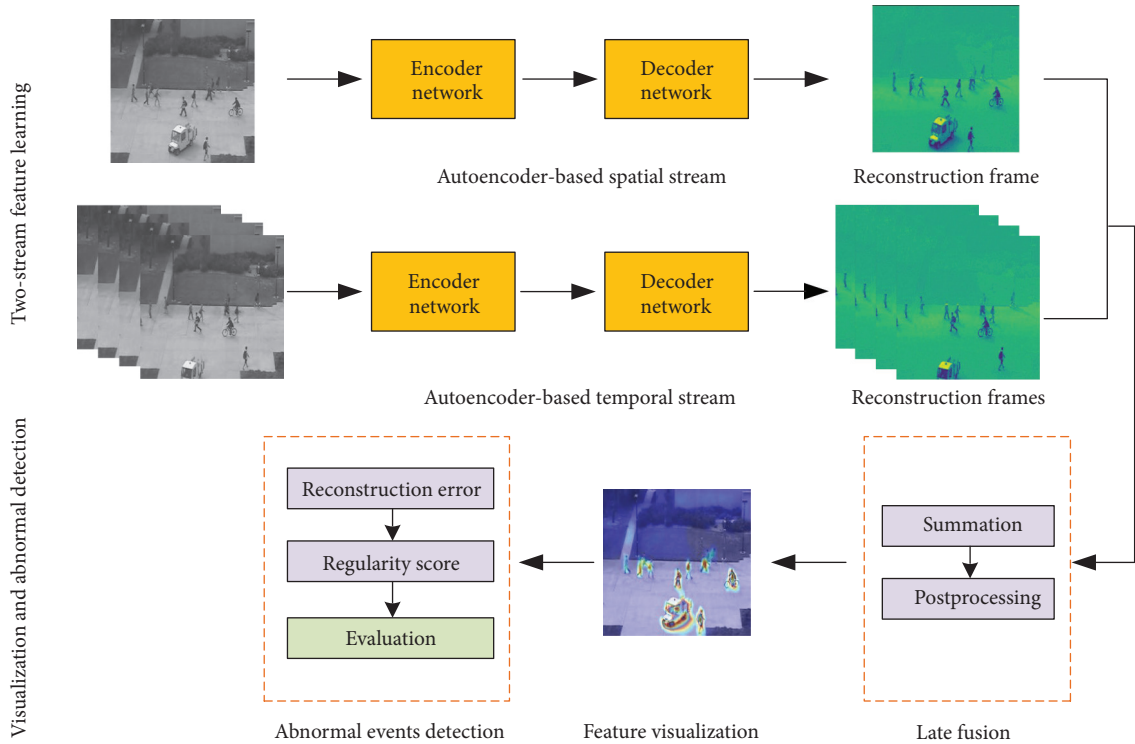 Two-stream feature learning
Encoder
network
Decoder
network
Autoencoder-based spatial stream
Reconstruction frame
Encoder
network
Decoder
network
Autoencoder-based temporal stream
Reconstruction frames
Visualization and abnormal detection
Reconstruction error
Regularity score
Evaluation
Abnormal events detection
Feature visualization
Summation
Postprocessing
Late fusion